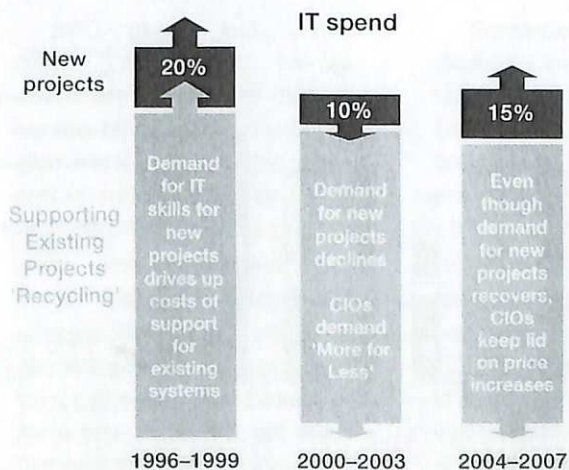 IT spend
New
projects
20%
10%
15%
Supporting
Existing
Projects
'Recycling'
Demand
for IT
skills for
new
projects
drives up
costs of
support
for
existing
systems
Demand
for new
projects
declines
CIOs
demand
'More for
Less'
Even
though
demand
for new
projects
recovers,
CIOs
keep lid
on price
increases
1996–1999
2000–2003
2004–2007